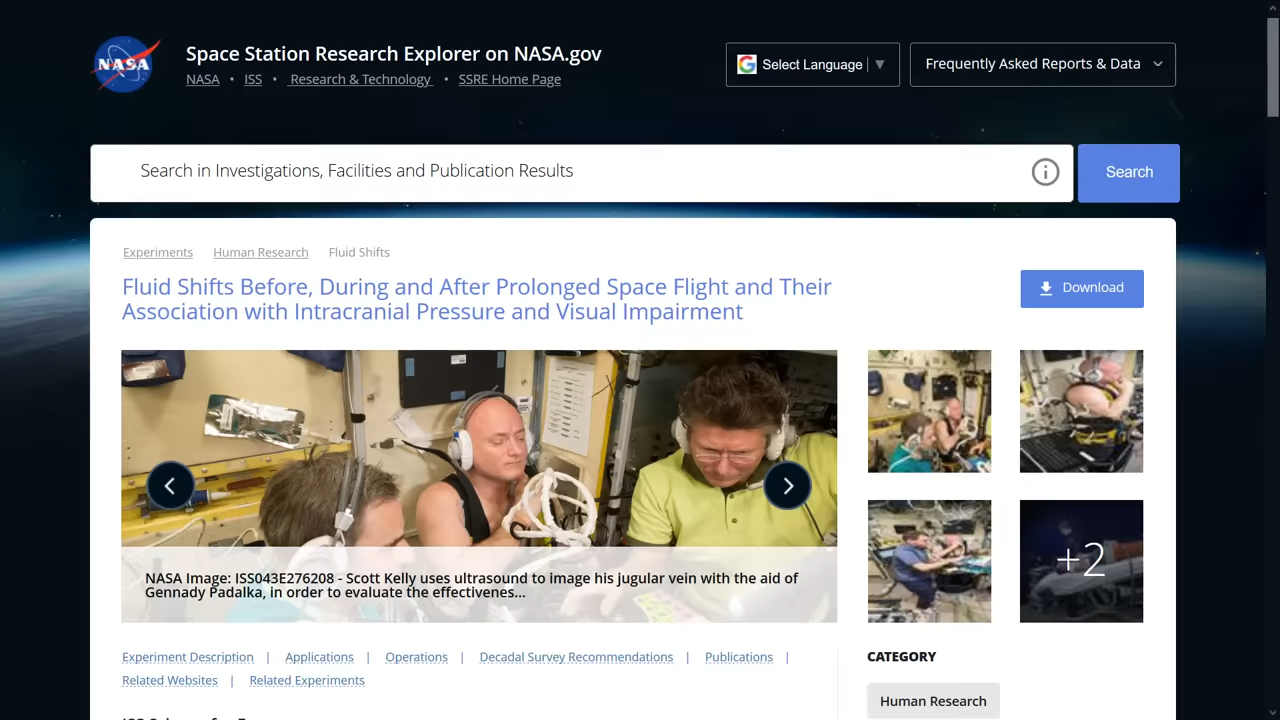 NASA
Space Station Research Explorer on NASA.gov
NASA • ISS • Research & Technology • SSRE Home Page
Select Language ▼
Frequently Asked Reports & Data
Search in Investigations, Facilities and Publication Results
Search
Experiments Human Research Fluid Shifts
Fluid Shifts Before, During and After Prolonged Space Flight and Their
Association with Intracranial Pressure and Visual Impairment
Download
NASA Image: ISS043E276208 - Scott Kelly uses ultrasound to image his jugular vein with the aid of
Gennady Padalka, in order to evaluate the effectivenes...
+2
Experiment Description | Applications | Operations | Decadal Survey Recommendations | Publications |
Related Websites | Related Experiments
CATEGORY
Human Research